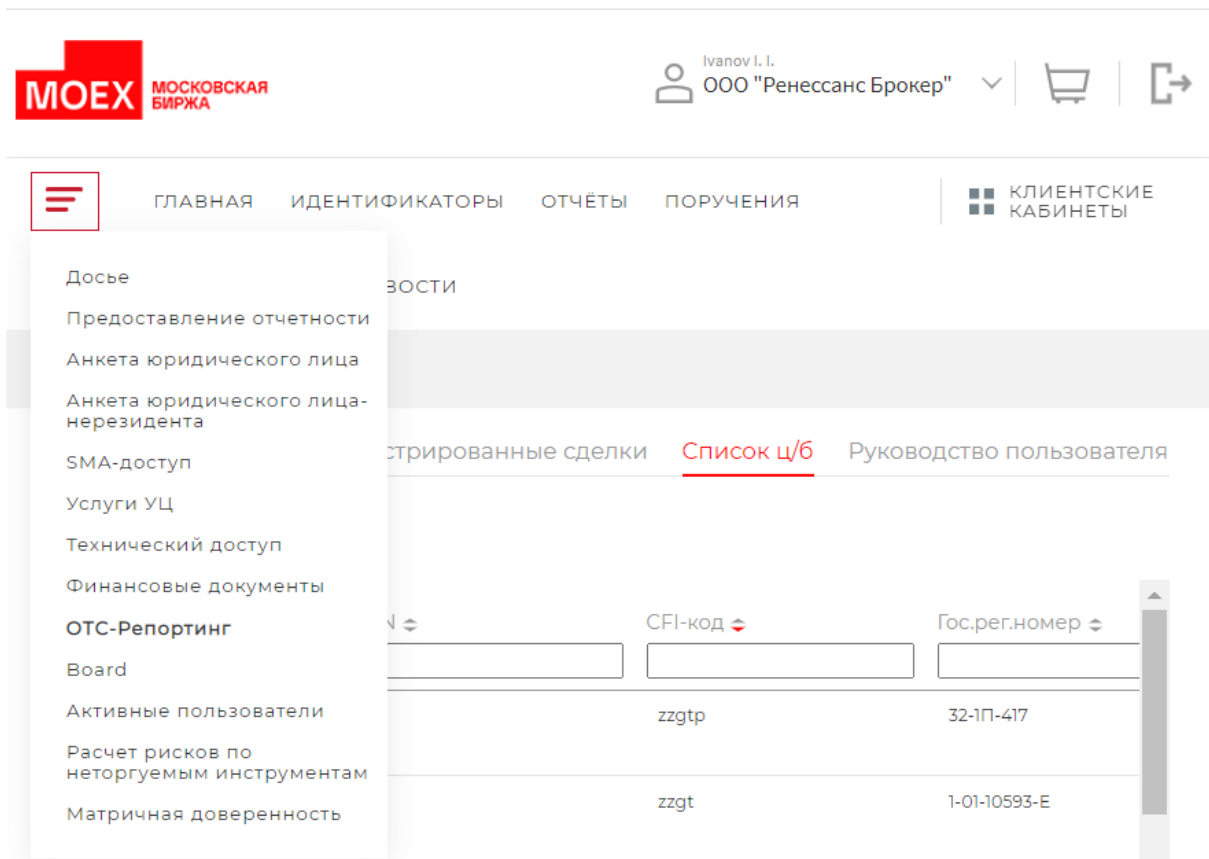 Ivanov I. I.
MOEX МОСКОВСКАЯ БИРЖА
ООО "Ренессанс Брокер"
ГЛАВНАЯ ИДЕНТИФИКАТОРЫ ОТЧЁТЫ ПОРУЧЕНИЯ
КЛИЕНТСКИЕ
КАБИНЕТЫ
Досье
Предоставление отчетности
Анкета юридического лица
Анкета юридического лица-
нерезидента
SMA-доступ
Услуги УЦ
Технический доступ
Финансовые документы
ОТС-Репортинг
Board
Активные пользователи
Расчет рисков по
неторгуемым инструментам
Матричная доверенность
вости
стрированные сделки Список ц/б Руководство пользователя
N CFI-код Гос.рег.номер
zzgtp 32-1П-417
zzgt 1-01-10593-Е